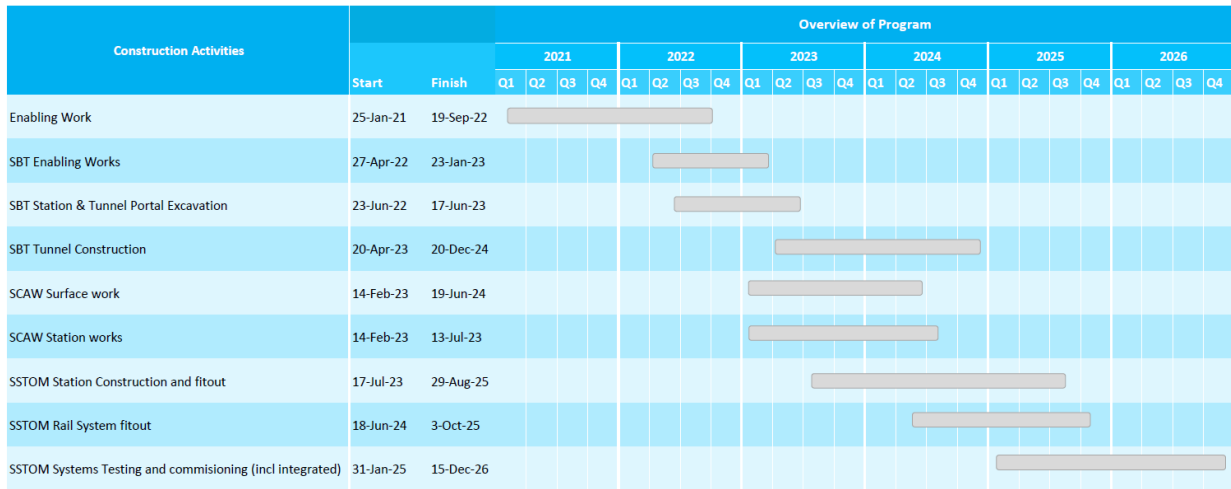 Overview of Program
Construction Activities
2021 2022 2023 2024 2025 2026
Start Finish Q1 Q2 Q3 Q4 Q1 Q2 Q3 Q4 Q1 Q2 Q3 Q4 Q1 Q2 Q3 Q4 Q1 Q2 Q3 Q4 Q1 Q2 Q3 Q4
Enabling Work 25-Jan-21 19-Sep-22
SBT Enabling Works 27-Apr-22 23-Jan-23
SBT Station & Tunnel Portal Excavation 23-Jun-22 17-Jun-23
SBT Tunnel Construction 20-Apr-23 20-Dec-24
SCAW Surface work 14-Feb-23 19-Jun-24
SCAW Station works 14-Feb-23 13-Jul-23
SSTOM Station Construction and fitout 17-Jul-23 29-Aug-25
SSTOM Rail System fitout 18-Jun-24 3-Oct-25
SSTOM Systems Testing and commisioning (incl integrated) 31-Jan-25 15-Dec-26